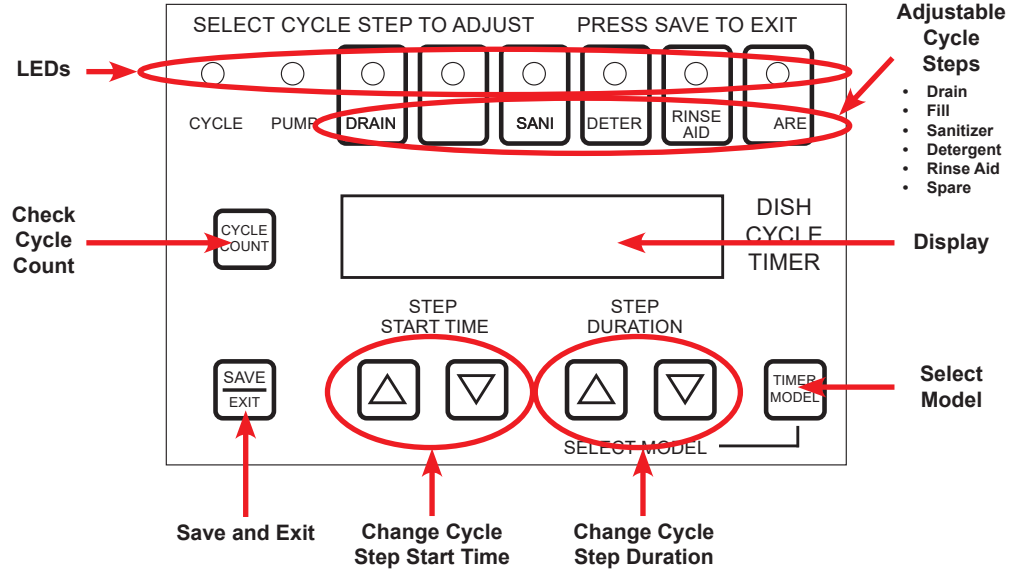 SELECT CYCLE STEP TO ADJUST PRESS SAVE TO EXIT
Adjustable
Cycle
Steps
• Drain
• Fill
• Sanitizer
• Detergent
• Rinse Aid
• Spare
LEDs
CYCLE PUMP DRAIN SANI DETER RINSE
AID ARE
Check
Cycle
Count
CYCLE
COUNT
DISH
CYCLE
TIMER
Display
STEP
START TIME
STEP
DURATION
SAVE
EXIT
TIMER
MODEL
Select
Model
SELECT MODEL
Save and Exit
Change Cycle
Step Start Time
Change Cycle
Step Duration